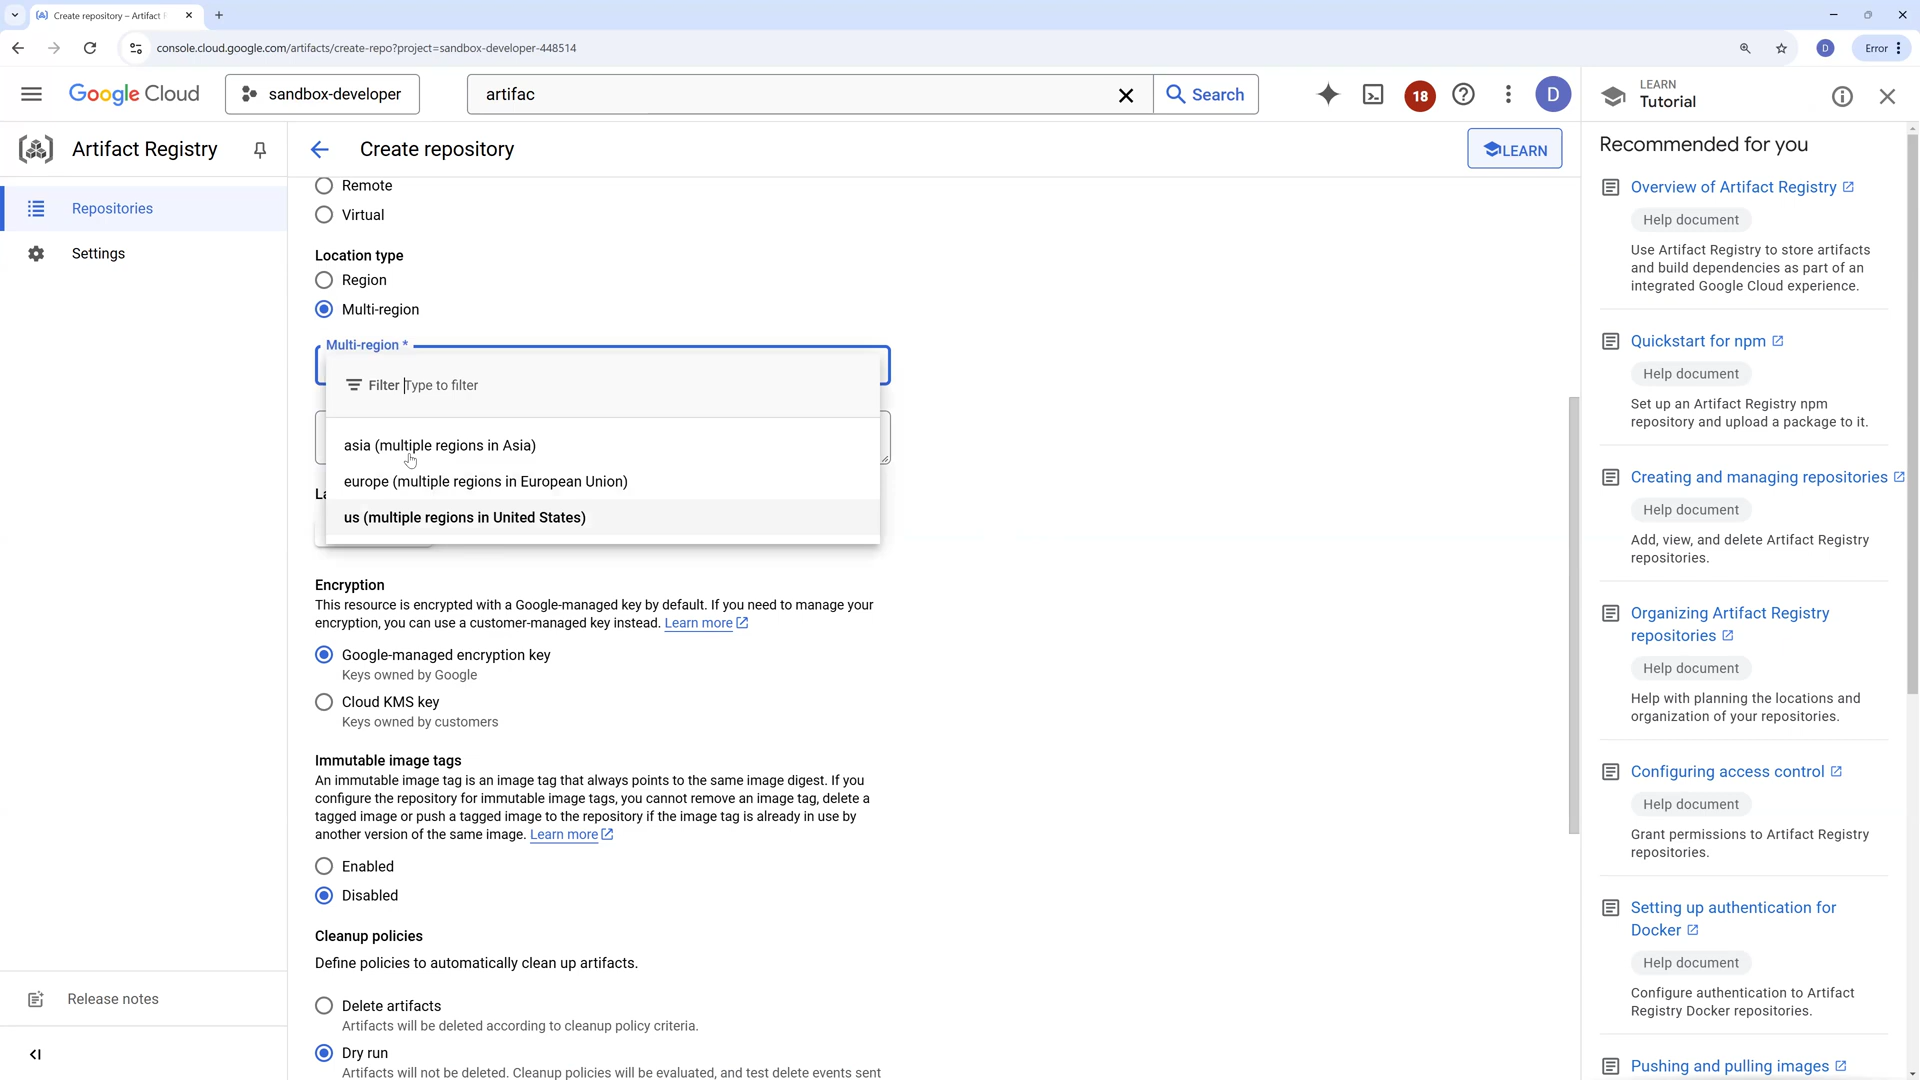 Create repository – Artifact
console.cloud.google.com/artifacts/create-repo?project=sandbox-developer-448514
D
Error
Google Cloud
sandbox-developer
artifac
Search
18
D
LEARN
Tutorial
Artifact Registry
Create repository
LEARN
Repositories
Settings
Release notes
Remote
Virtual
Location type
Region
Multi-region
Multi-region *
Filter Type to filter
asia (multiple regions in Asia)
europe (multiple regions in European Union)
us (multiple regions in United States)
La
Encryption
This resource is encrypted with a Google-managed key by default. If you need to manage your
encryption, you can use a customer-managed key instead. Learn more
Google-managed encryption key
Keys owned by Google
Cloud KMS key
Keys owned by customers
Immutable image tags
An immutable image tag is an image tag that always points to the same image digest. If you
configure the repository for immutable image tags, you cannot remove an image tag, delete a
tagged image or push a tagged image to the repository if the image tag is already in use by
another version of the same image. Learn more
Enabled
Disabled
Cleanup policies
Define policies to automatically clean up artifacts.
Delete artifacts
Artifacts will be deleted according to cleanup policy criteria.
Dry run
Artifacts will not be deleted. Cleanup policies will be evaluated, and test delete events sent
Recommended for you
Overview of Artifact Registry
Help document
Use Artifact Registry to store artifacts
and build dependencies as part of an
integrated Google Cloud experience.
Quickstart for npm
Help document
Set up an Artifact Registry npm
repository and upload a package to it.
Creating and managing repositories
Help document
Add, view, and delete Artifact Registry
repositories.
Organizing Artifact Registry
repositories
Help document
Help with planning the locations and
organization of your repositories.
Configuring access control
Help document
Grant permissions to Artifact Registry
repositories.
Setting up authentication for
Docker
Help document
Configure authentication to Artifact
Registry Docker repositories.
Pushing and pulling images